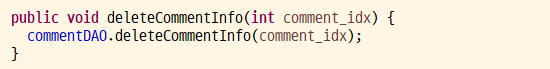 public void deleteCommentInfo(int comment_idx) {
  commentDAO.deleteCommentInfo(comment_idx);
}